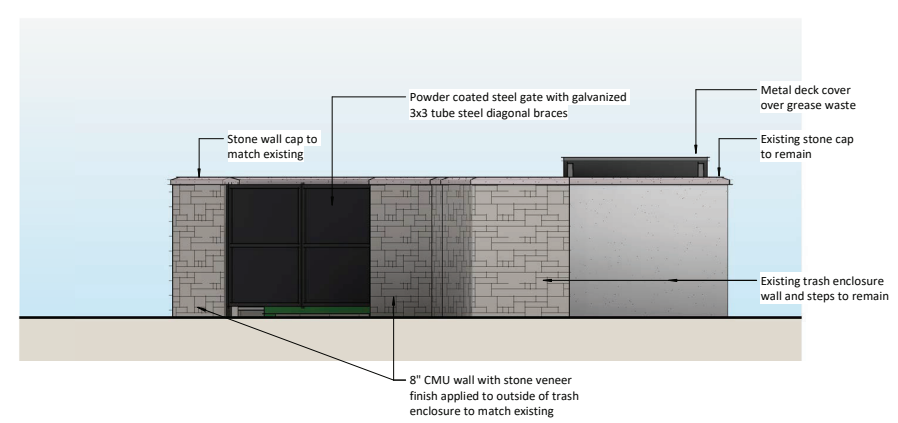 Powder coated steel gate with galvanized
3x3 tube steel diagonal braces
Metal deck cover
over grease waste
Stone wall cap to
match existing
Existing stone cap
to remain
Existing trash enclosure
wall and steps to remain
8" CMU wall with stone veneer
finish applied to outside of trash
enclosure to match existing